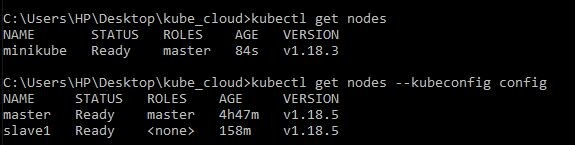 C:\Users\HP\Desktop\kube_cloud>kubectl get nodes
NAME STATUS ROLES AGE VERSION
minikube Ready master 84s v1.18.3
C:\Users\HP\Desktop\kube_cloud>kubectl get nodes --kubeconfig config
NAME STATUS ROLES AGE VERSION
master Ready master 4h47m v1.18.5
slave1 Ready <none> 158m v1.18.5